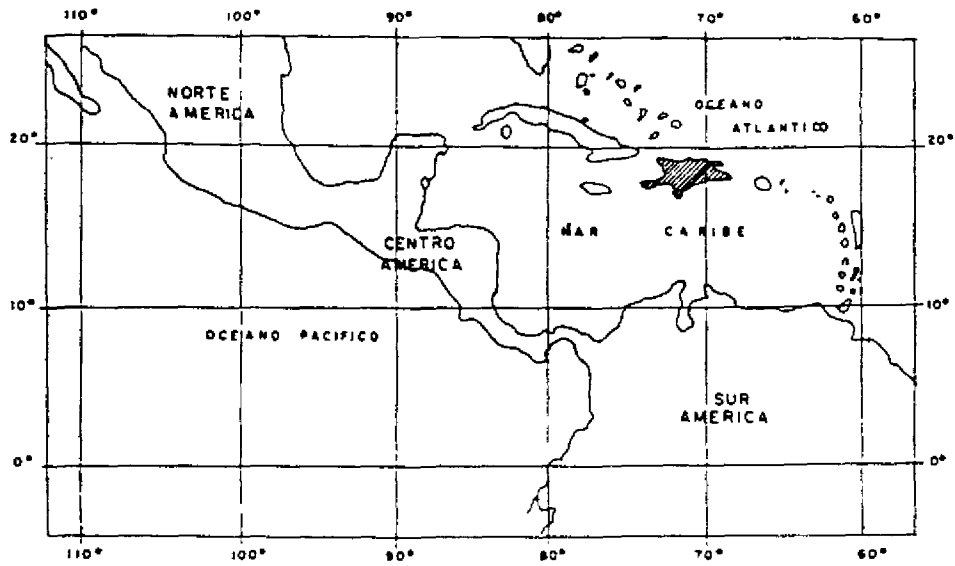 110° 100° 90° 80° 70° 60°
NORTE
AMERICA
OCEANO
ATLANTICO
20° 20°
MAR CARIBE
CENTRO
AMERICA
10° 10°
OCEANO PACIFICO
SUR
AMERICA
0° 0°
110° 100° 90° 80° 70° 60°